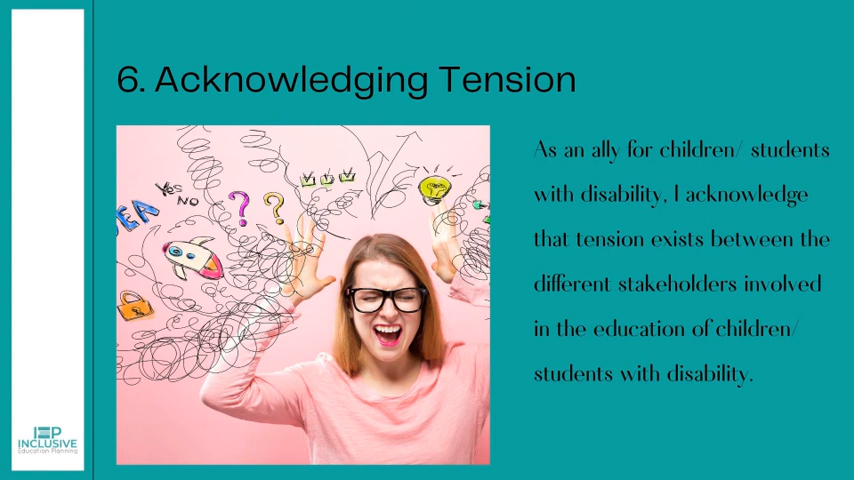 6. Acknowledging Tension
DEA
YES
NO
? ?
As an ally for children/ students
with disability, I acknowledge
that tension exists between the
different stakeholders involved
in the education of children/
students with disability.
IEP
INCLUSIVE
Education Planning